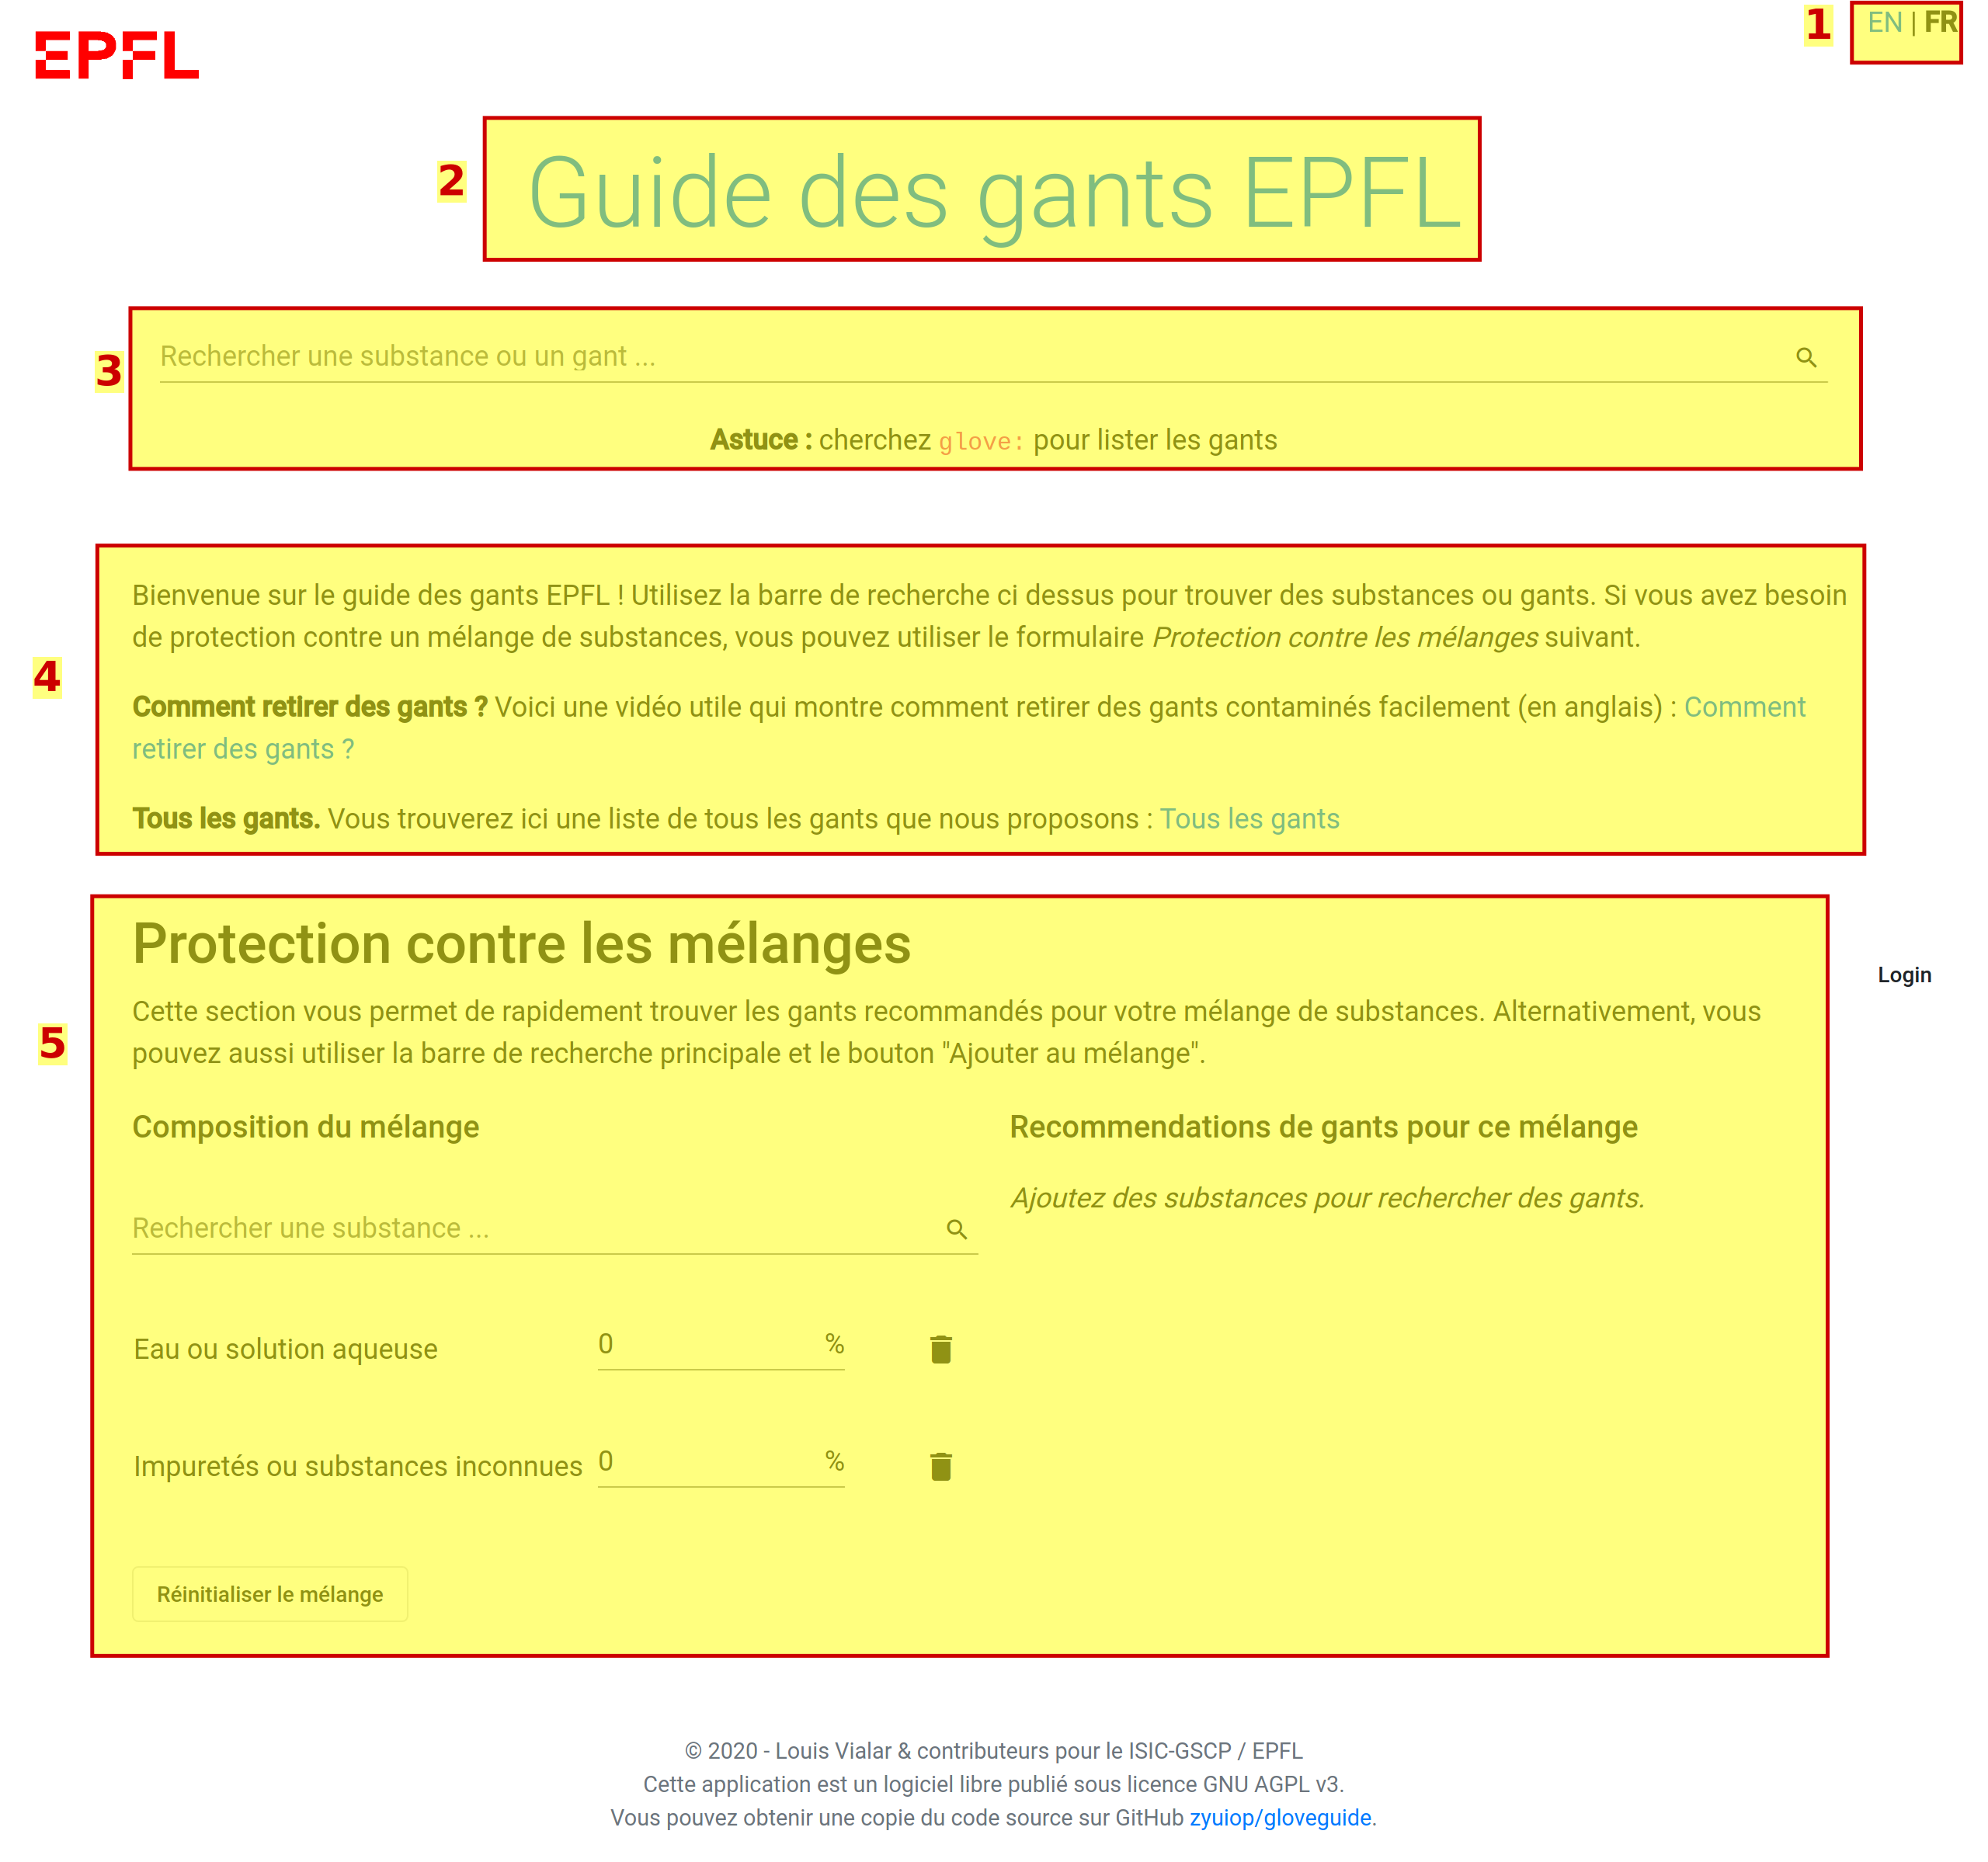 EPFL
1 EN | FR
2 Guide des gants EPFL
3 Rechercher une substance ou un gant ...
Astuce : cherchez glove: pour lister les gants
4
Bienvenue sur le guide des gants EPFL ! Utilisez la barre de recherche ci dessus pour trouver des substances ou gants. Si vous avez besoin
de protection contre un mélange de substances, vous pouvez utiliser le formulaire Protection contre les mélanges suivant.
Comment retirer des gants ? Voici une vidéo utile qui montre comment retirer des gants contaminés facilement (en anglais) : Comment
retirer des gants ?
Tous les gants. Vous trouverez ici une liste de tous les gants que nous proposons : Tous les gants
5
Protection contre les mélanges
Login
Cette section vous permet de rapidement trouver les gants recommandés pour votre mélange de substances. Alternativement, vous
pouvez aussi utiliser la barre de recherche principale et le bouton "Ajouter au mélange".
Composition du mélange
Rechercher une substance ...
Eau ou solution aqueuse 0 %
Impuretés ou substances inconnues 0 %
Réinitialiser le mélange
Recommendations de gants pour ce mélange
Ajoutez des substances pour rechercher des gants.
© 2020 - Louis Vialar & contributeurs pour le ISIC-GSCP / EPFL
Cette application est un logiciel libre publié sous licence GNU AGPL v3.
Vous pouvez obtenir une copie du code source sur GitHub zyuiop/gloveguide.